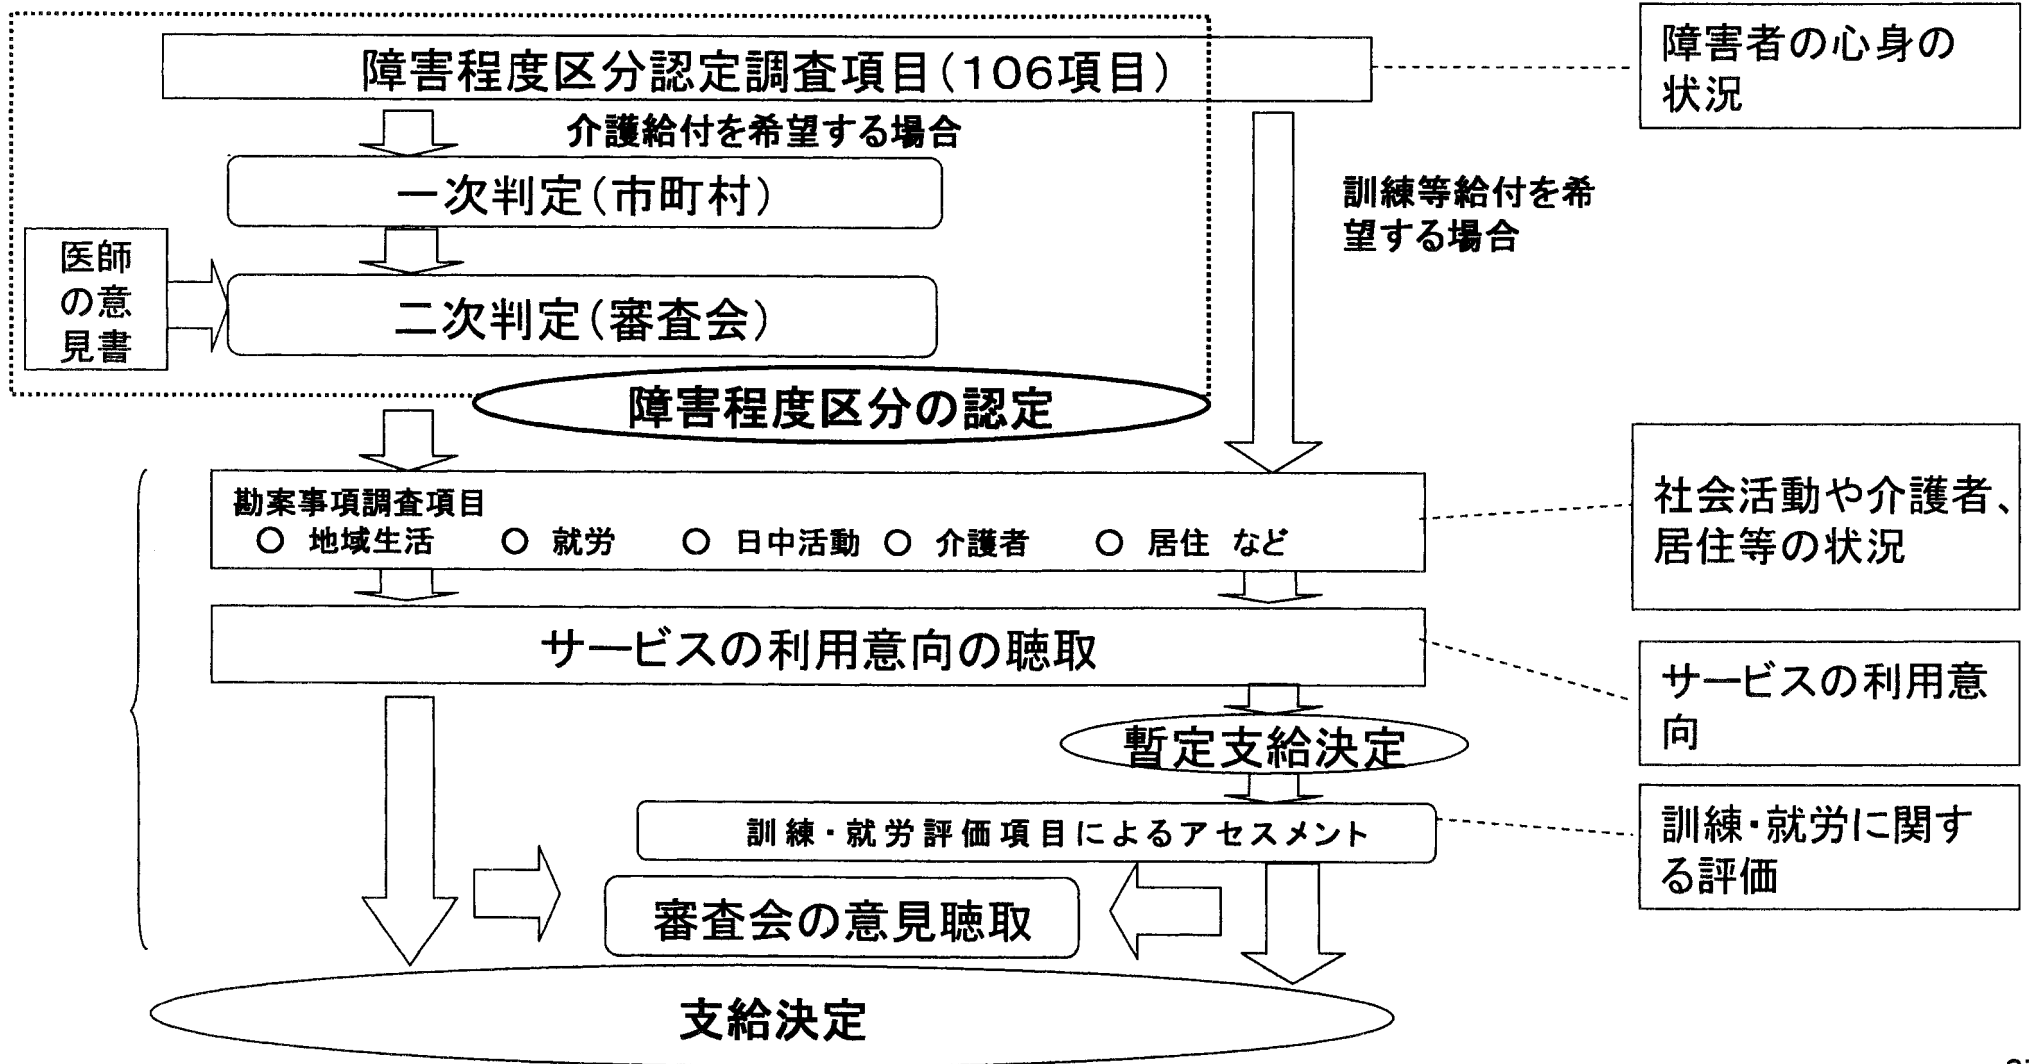 障害程度区分認定調査項目(106項目)
障害者の心身の
状況
介護給付を希望する場合
一次判定(市町村)
訓練等給付を希
望する場合
医師
の意
見書
二次判定(審査会)
障害程度区分の認定
勘案事項調査項目
○ 地域生活 ○ 就労 ○ 日中活動 ○ 介護者 ○ 居住 など
社会活動や介護者、
居住等の状況
サービスの利用意向の聴取
サービスの利用意
向
暫定支給決定
訓練・就労評価項目によるアセスメント
訓練・就労に関す
る評価
審査会の意見聴取
支給決定